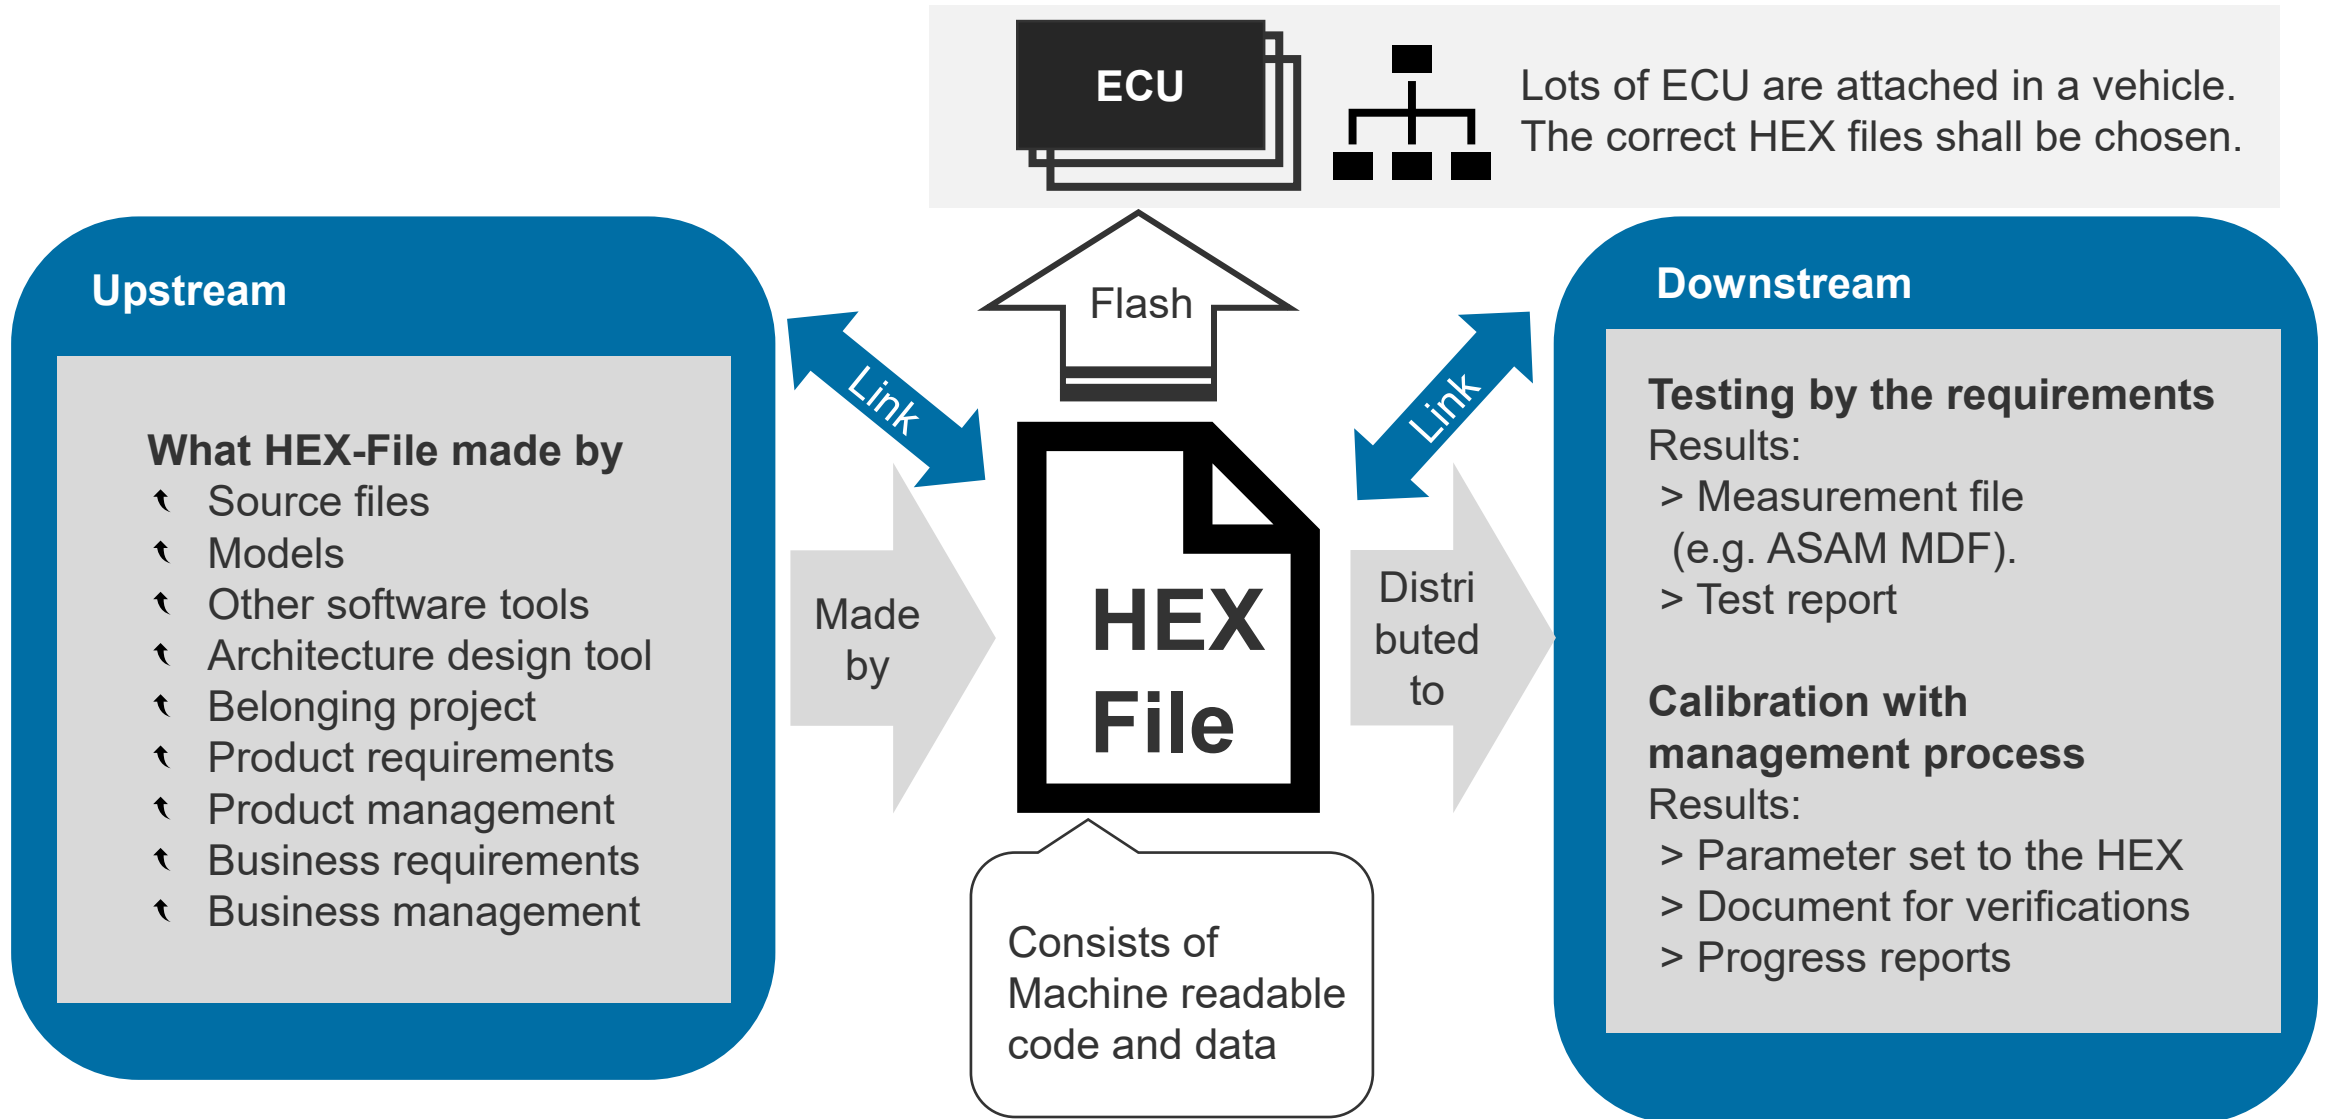 ECU
Lots of ECU are attached in a vehicle.
The correct HEX files shall be chosen.
Upstream
What HEX-File made by
Source files
Models
Other software tools
Architecture design tool
Belonging project
Product requirements
Product management
Business requirements
Business management
Link
Made
by
Flash
HEX
File
Consists of
Machine readable
code and data
Link
Distri
buted
to
Downstream
Testing by the requirements
Results:
> Measurement file
(e.g. ASAM MDF).
> Test report
Calibration with
management process
Results:
> Parameter set to the HEX
> Document for verifications
> Progress reports